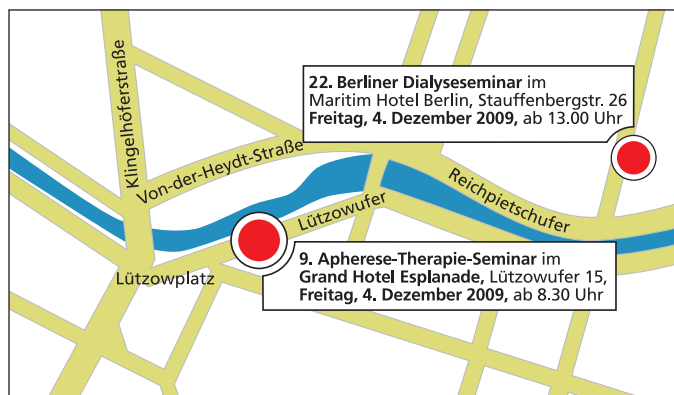 Klingelhöferstraße
22. Berliner Dialyseseminar im
Maritim Hotel Berlin, Stauffenbergstr. 26
Freitag, 4. Dezember 2009, ab 13.00 Uhr
Von-der-Heydt-Straße
Reichpietschufer
Lützowufer
Lützowplatz
9. Apherese-Therapie-Seminar im
Grand Hotel Esplanade, Lützowufer 15,
Freitag, 4. Dezember 2009, ab 8.30 Uhr